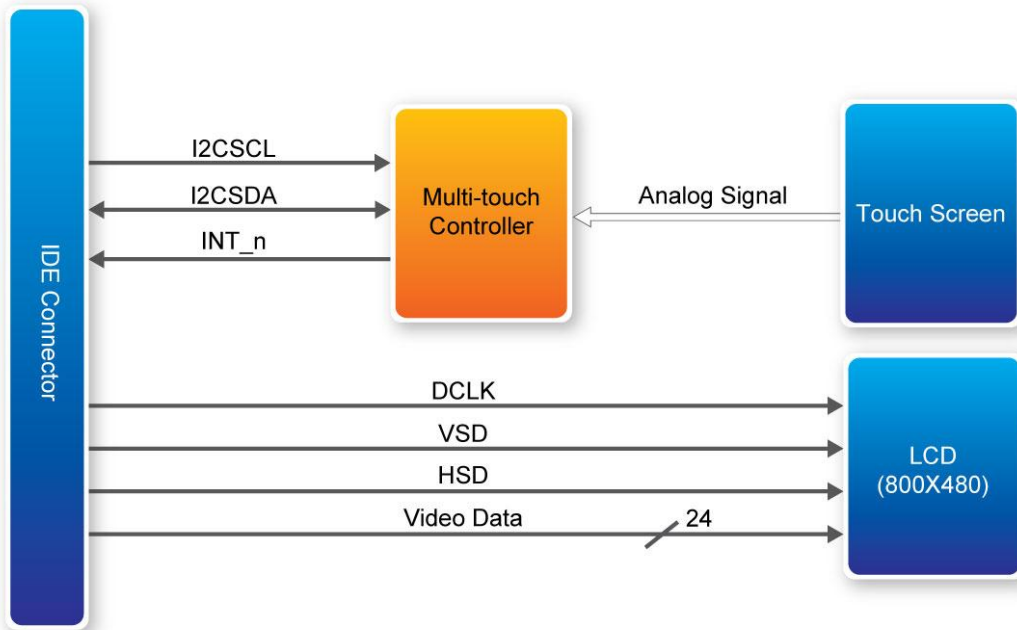 IDE Connector
I2CSCL
I2CSDA
INT_n
Multi-touch
Controller
Analog Signal
Touch Screen
DCLK
VSD
HSD
Video Data
24
LCD
(800X480)